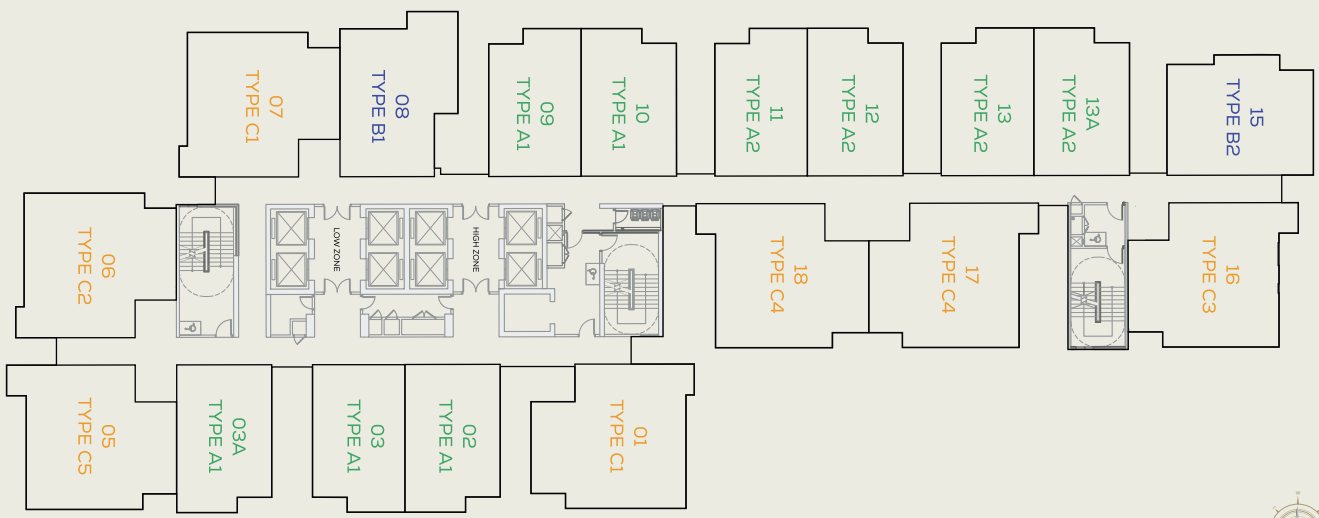 07
TYPE C1
08
TYPE B1
09
TYPE A1
10
TYPE A1
11
TYPE A2
12
TYPE A2
13
TYPE A2
13A
TYPE A2
15
TYPE B2
06
TYPE C2
LOW ZONE
HIGH ZONE
18
TYPE C4
17
TYPE C4
16
TYPE C3
05
TYPE C5
03A
TYPE A1
03
TYPE A1
02
TYPE A1
01
TYPE C1